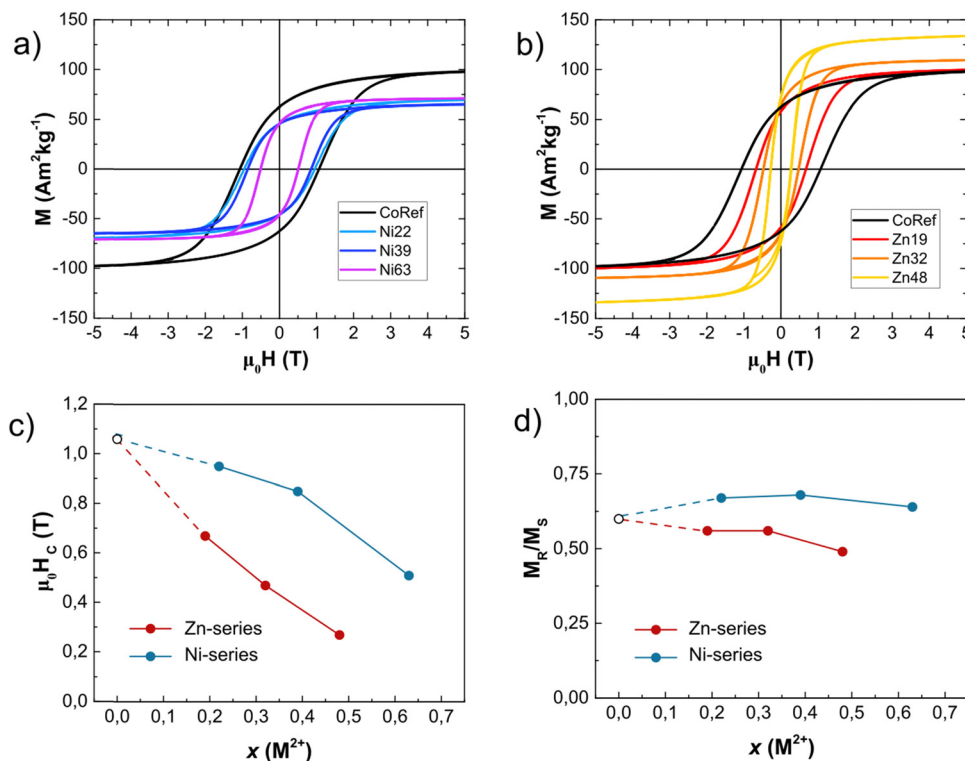 a)
150
100
50
0
-50
-100
-150
M (Am²kg⁻¹)
CoRef
Ni22
Ni39
Ni63
-5 -4 -3 -2 -1 0 1 2 3 4 5
μ₀H (T)
b)
150
100
50
0
-50
-100
-150
M (Am²kg⁻¹)
CoRef
Zn19
Zn32
Zn48
-5 -4 -3 -2 -1 0 1 2 3 4 5
μ₀H (T)
c)
1,2
1,0
0,8
0,6
0,4
0,2
0,0
μ₀H_C (T)
Zn-series
Ni-series
0,0 0,1 0,2 0,3 0,4 0,5 0,6 0,7
x (M²⁺)
d)
1,00
0,75
0,50
0,25
0,00
M_R/M_S
Zn-series
Ni-series
0,0 0,1 0,2 0,3 0,4 0,5 0,6 0,7
x (M²⁺)